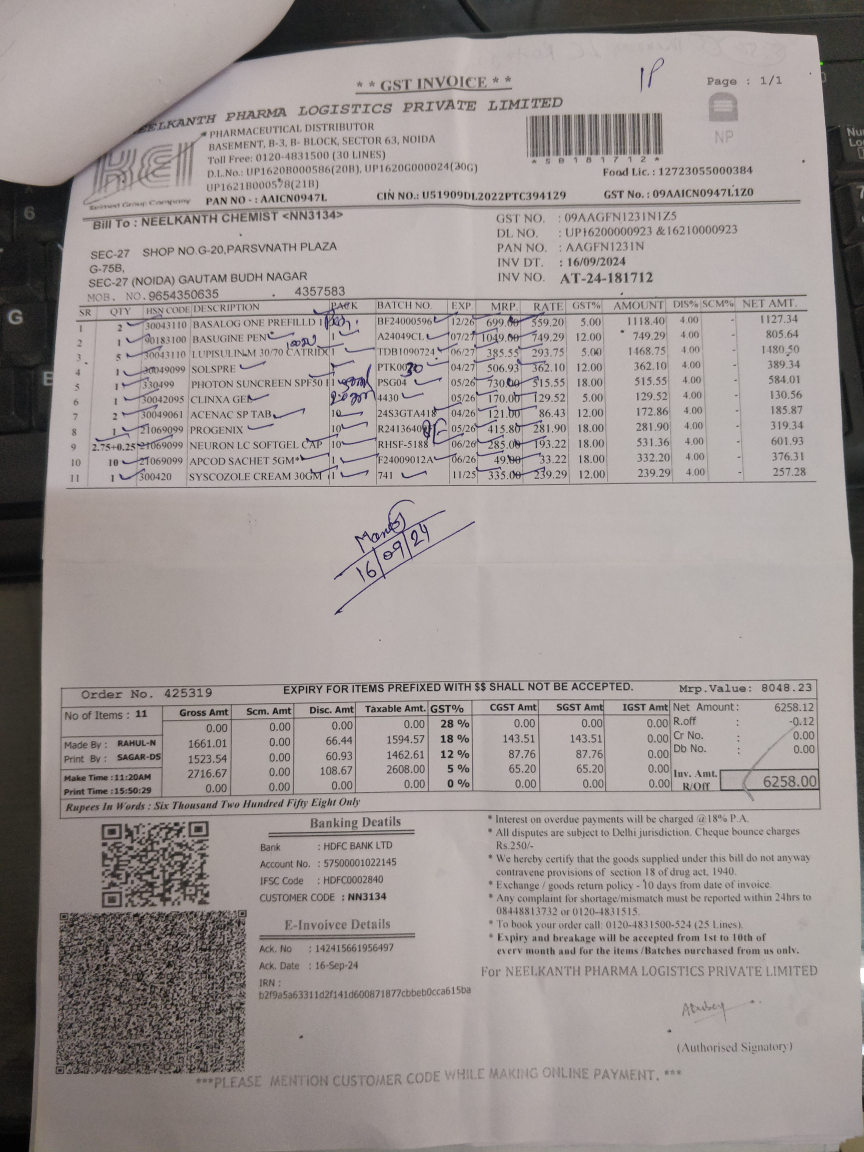 ** GST INVOICE **
IP
Page : 1/1
NEELKANTH PHARMA LOGISTICS PRIVATE LIMITED
PHARMACEUTICAL DISTRIBUTOR
BASEMENT, B-3, B- BLOCK, SECTOR 63, NOIDA
Toll Free: 0120-4831500 (30 LINES)
D.L.No.: UP1620B000586(20B), UP1620G000024(20G)
UP1621B000578(21B)
PAN NO - : AAICN0947L
CIN NO.: U51909DL2022PTC394129
NP
*58181712*
Food Lic. : 12723055000384
GST No. : 09AAICN0947L1Z0
KEI
Keimed Group Company
Bill To : NEELKANTH CHEMIST <NN3134>
SEC-27 SHOP NO.G-20,PARSVNATH PLAZA
G-75B,
SEC-27 (NOIDA) GAUTAM BUDH NAGAR
MOB. NO. 9654350635 . 4357583
GST NO. : 09AAGFN1231N1Z5
DL NO. : UP16200000923 &16210000923
PAN NO. : AAGFN1231N
INV DT. : 16/09/2024
INV NO. AT-24-181712
SR QTY HSN CODE DESCRIPTION PACK BATCH NO. EXP MRP. RATE GST% AMOUNT DIS% SCM% NET AMT.
1 2 30043110 BASALOG ONE PREFILLD 1 BF24000596 12/26 699.00 559.20 5.00 1118.40 4.00 - 1127.34
2 1 90183100 BASUGINE PEN 1 A24049CL 07/27 1049.00 749.29 12.00 749.29 4.00 - 805.64
3 5 30043110 LUPISULIN.M 30/70 CATRIDX 1 TDB1090724 06/27 385.55 293.75 5.00 1468.75 4.00 - 1480.50
4 1 30049099 SOLSPRE 1 04/27 506.93 362.10 12.00 362.10 4.00 - 389.34
5 1 330499 PHOTON SUNCREEN SPF50 1 PSG04 05/26 730.00 515.55 18.00 515.55 4.00 - 584.01
6 1 30042095 CLINXA GEL 4430 05/26 170.00 129.52 5.00 129.52 4.00 - 130.56
7 2 30049061 ACENAC SP TAB 10 24S3GTA418 04/26 121.00 86.43 12.00 172.86 4.00 - 185.87
8 1 21069099 PROGENIX 10 05/26 415.80 281.90 18.00 281.90 4.00 - 319.34
9 2.75+0.25 21069099 NEURON LC SOFTGEL CAP 10 RHSF-5188 06/26 285.00 193.22 18.00 531.36 4.00 - 601.93
10 10 21069099 APCOD SACHET 5GM* 1 F24009012A 06/26 49.00 33.22 18.00 332.20 4.00 - 376.31
11 1 300420 SYSCOZOLE CREAM 30GM 1 741 11/25 335.00 239.29 12.00 239.29 4.00 - 257.28
16/09/24
Order No. 425319
EXPIRY FOR ITEMS PREFIXED WITH $$ SHALL NOT BE ACCEPTED.
Mrp.Value: 8048.23
No of Items : 11
Made By : RAHUL-N
Print By : SAGAR-DS
Make Time :11:20AM
Print Time :15:50:29
Gross Amt Scm. Amt Disc. Amt Taxable Amt. GST% CGST Amt SGST Amt IGST Amt
0.00 0.00 0.00 0.00 28 % 0.00 0.00 0.00
1661.01 0.00 66.44 1594.57 18 % 143.51 143.51 0.00
1523.54 0.00 60.93 1462.61 12 % 87.76 87.76 0.00
2716.67 0.00 108.67 2608.00 5 % 65.20 65.20 0.00
0.00 0.00 0.00 0.00 0 % 0.00 0.00 0.00
Net Amount : 6258.12
R.off : -0.12
Cr No. : 0.00
Db No. : 0.00
Inv. Amt. R/Off 6258.00
Rupees In Words : Six Thousand Two Hundred Fifty Eight Only
Banking Deatils
Bank : HDFC BANK LTD
Account No. : 57500001022145
IFSC Code : HDFC0002840
CUSTOMER CODE : NN3134
E-Invoivce Details
Ack. No : 142415661956497
Ack. Date : 16-Sep-24
IRN :
b2f9a5a63311d2f141d600871877cbbeb0cca615ba
* Interest on overdue payments will be charged @18% P.A.
* All disputes are subject to Delhi jurisdiction. Cheque bounce charges
Rs.250/-
* We hereby certify that the goods supplied under this bill do not anyway
contravene provisions of section 18 of drug act, 1940.
* Exchange / goods return policy - 10 days from date of invoice.
* Any complaint for shortage/mismatch must be reported within 24hrs to
08448813732 or 0120-4831515.
* To book your order call: 0120-4831500-524 (25 Lines).
* Expiry and breakage will be accepted from 1st to 10th of
every month and for the items /Batches purchased from us only.
For NEELKANTH PHARMA LOGISTICS PRIVATE LIMITED
(Authorised Signatory)
***PLEASE MENTION CUSTOMER CODE WHILE MAKING ONLINE PAYMENT. ***